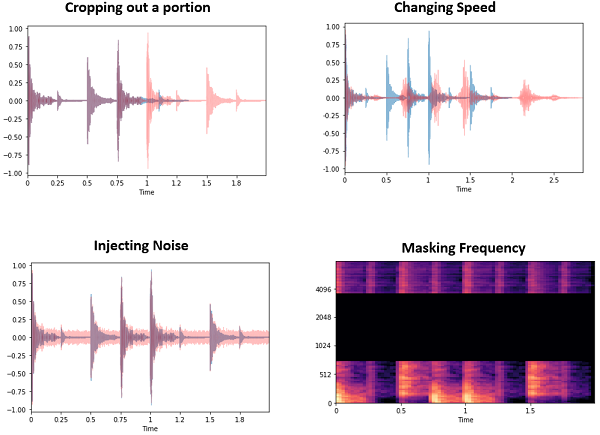 Cropping out a portion
1.00
0.75
0.50
0.25
0.00
-0.25
-0.50
-0.75
-1.00
0 0.25 0.5 0.75 1 1.2 1.5 1.8
Time
Changing Speed
1.00
0.75
0.50
0.25
0.00
-0.25
-0.50
-0.75
-1.00
0 0.5 1 1.5 2 2.5
Time
Injecting Noise
1.00
0.75
0.50
0.25
0.00
-0.25
-0.50
-0.75
-1.00
0 0.25 0.5 0.75 1 1.2 1.5 1.8
Time
Masking Frequency
4096
2048
1024
512
0
0 0.5 1 1.5
Time